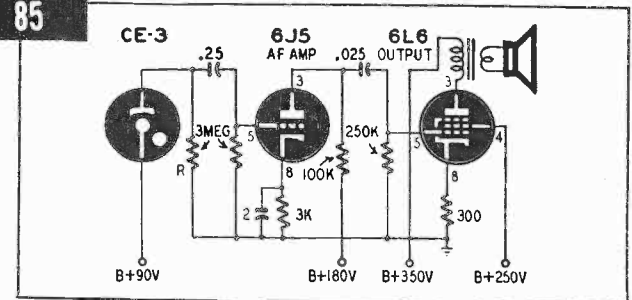 85
CE-3
.25
6J5
AF AMP
.025
6L6
OUTPUT
3
3
3MEG
5
250K
5
4
R
8
100K
8
2
3K
300
B+90V
B+180V
B+350V
B+250V